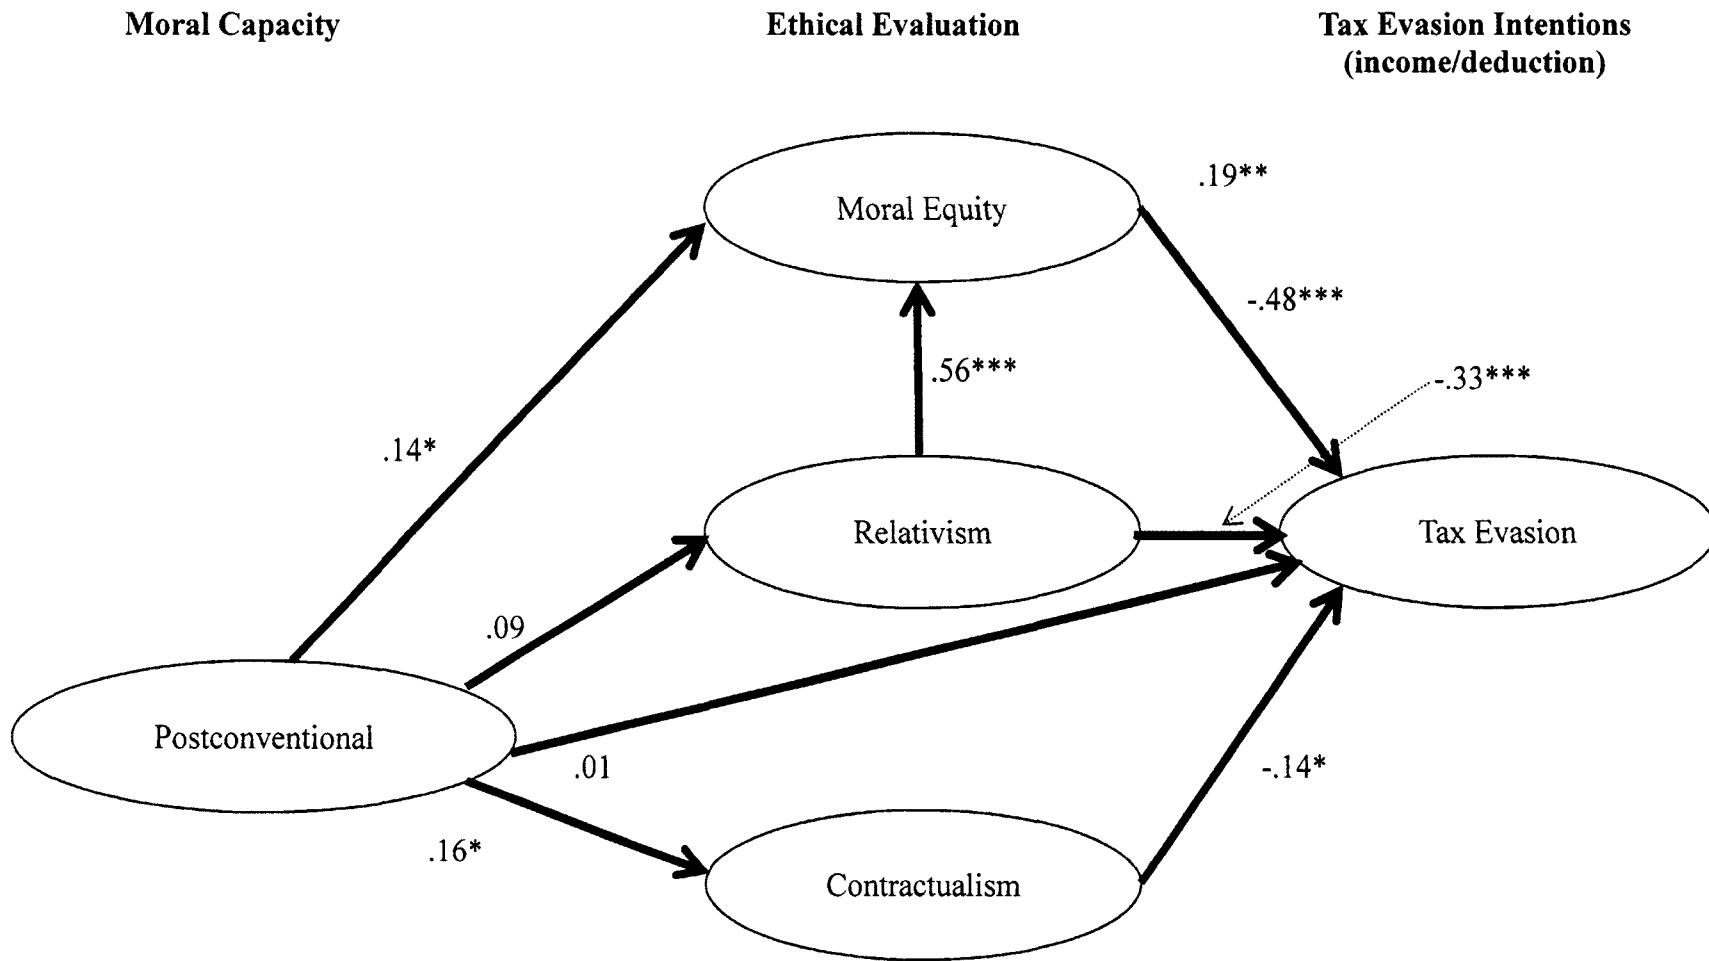 Moral Capacity
Ethical Evaluation
Tax Evasion Intentions
(income/deduction)
.19**
Moral Equity
-.48***
.56***
-.33***
.14*
Relativism
Tax Evasion
.09
Postconventional
.01
-.14*
.16*
Contractualism